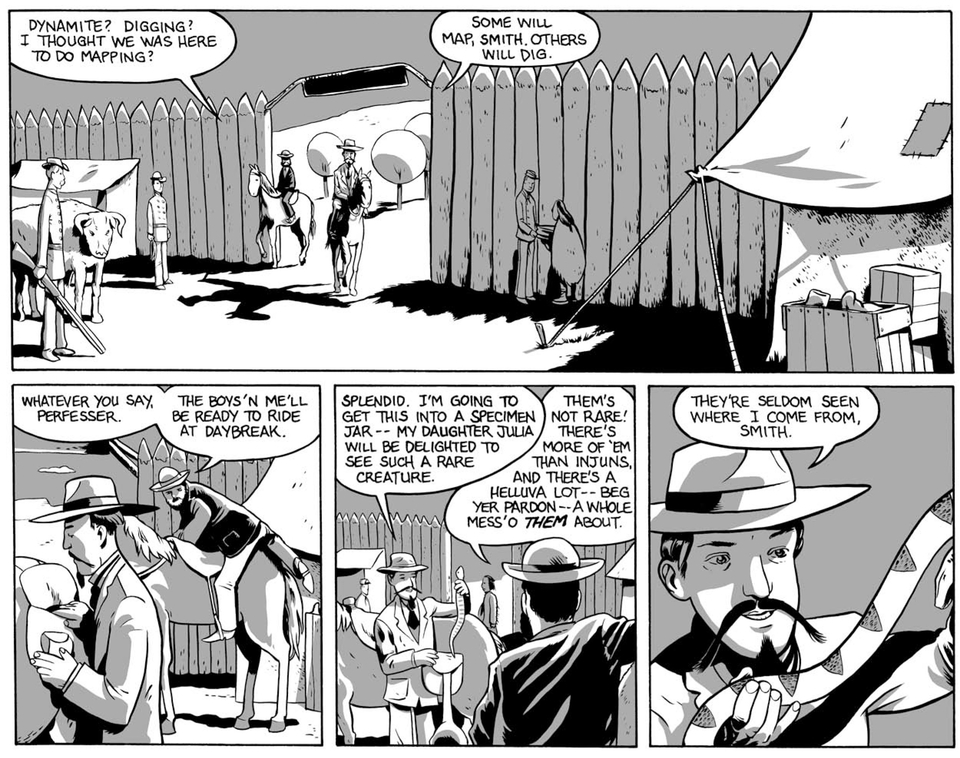 DYNAMITE? DIGGING?
I THOUGHT WE WAS HERE
TO DO MAPPING?
SOME WILL
MAP, SMITH. OTHERS
WILL DIG.
WHATEVER YOU SAY,
PERFESSER.
THE BOYS'N ME'LL
BE READY TO RIDE
AT DAYBREAK.
SPLENDID. I'M GOING TO
GET THIS INTO A SPECIMEN
JAR-- MY DAUGHTER JULIA
WILL BE DELIGHTED TO
SEE SUCH A RARE
CREATURE.
THEM'S
NOT RARE!
THERE'S
MORE OF 'EM
THAN INJUNS,
AND THERE'S A
HELLUVA LOT-- BEG
YER PARDON--A WHOLE
MESS'O THEM ABOUT.
THEY'RE SELDOM SEEN
WHERE I COME FROM,
SMITH.